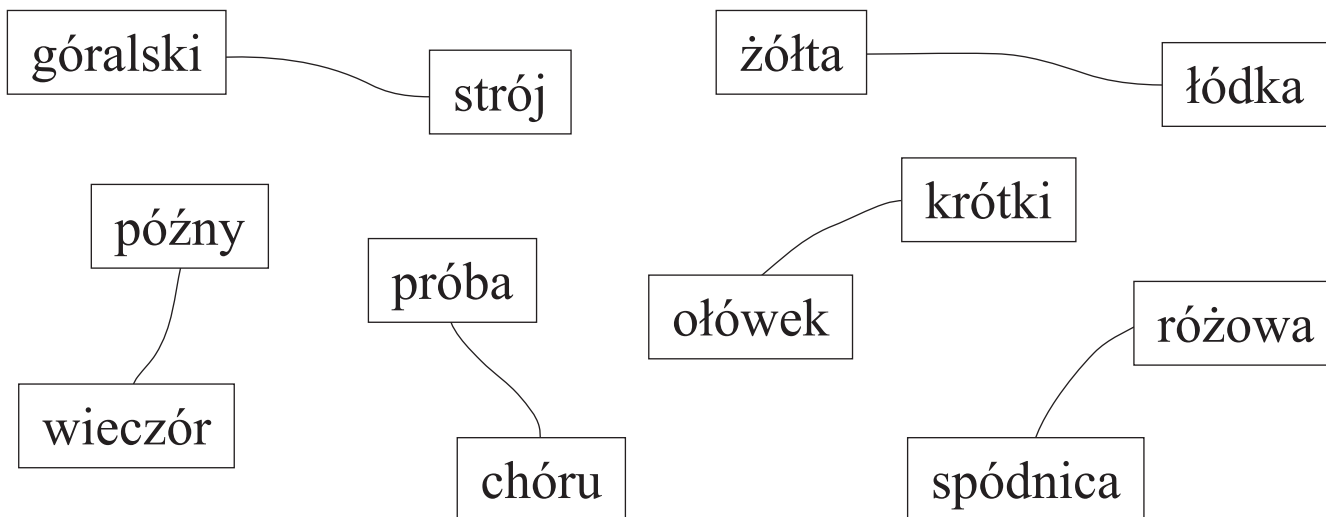 góralski
strój
żółta
łódka
późny
próba
krótki
ołówek
różowa
wieczór
chóru
spódnica